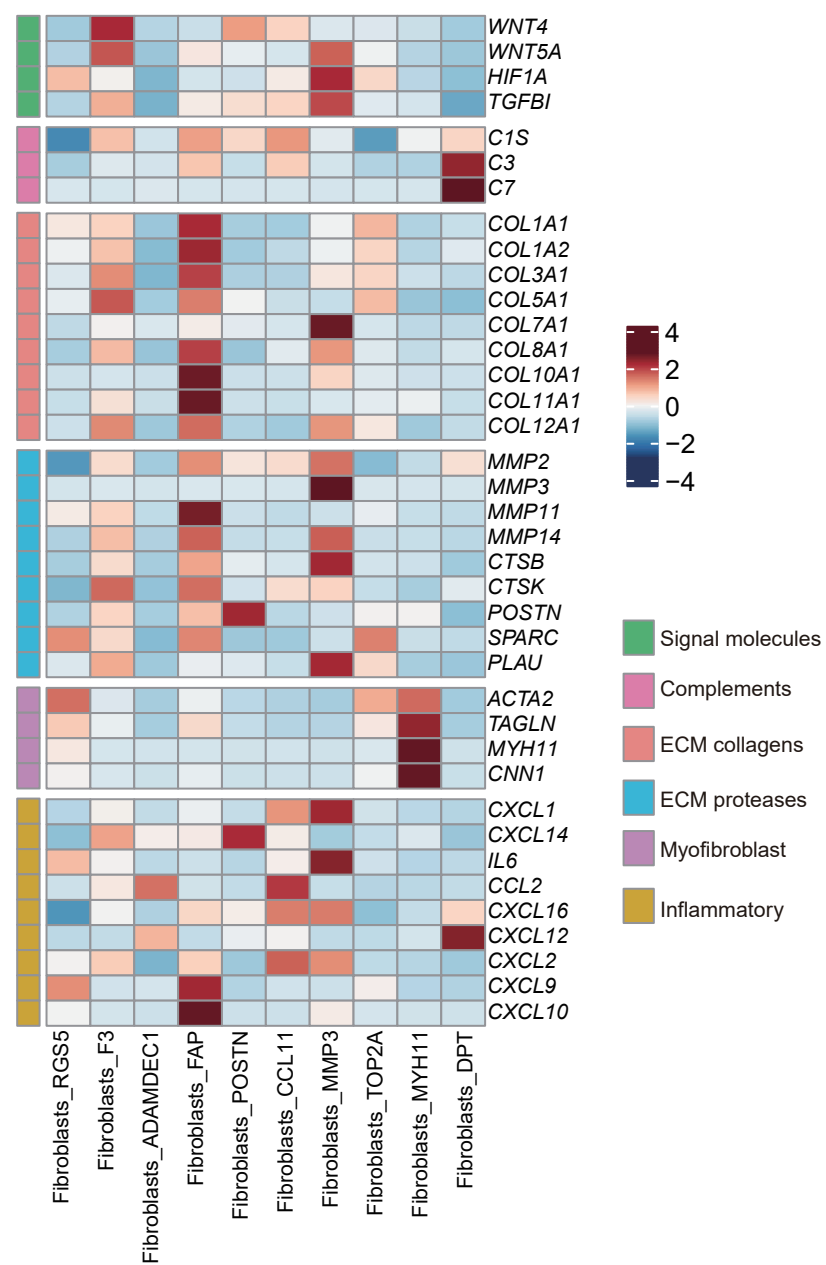 WNT4
WNT5A
HIF1A
TGFBI
C1S
C3
C7
COL1A1
COL1A2
COL3A1
COL5A1
COL7A1
COL8A1
COL10A1
COL11A1
COL12A1
MMP2
MMP3
MMP11
MMP14
CTSB
CTSK
POSTN
SPARC
PLAU
ACTA2
TAGLN
MYH11
CNN1
CXCL1
CXCL14
IL6
CCL2
CXCL16
CXCL12
CXCL2
CXCL9
CXCL10
Fibroblasts_RGS5
Fibroblasts_F3
Fibroblasts_ADAMDEC1
Fibroblasts_FAP
Fibroblasts_POSTN
Fibroblasts_CCL11
Fibroblasts_MMP3
Fibroblasts_TOP2A
Fibroblasts_MYH11
Fibroblasts_DPT
4
2
0
−2
−4
Signal molecules
Complements
ECM collagens
ECM proteases
Myofibroblast
Inflammatory